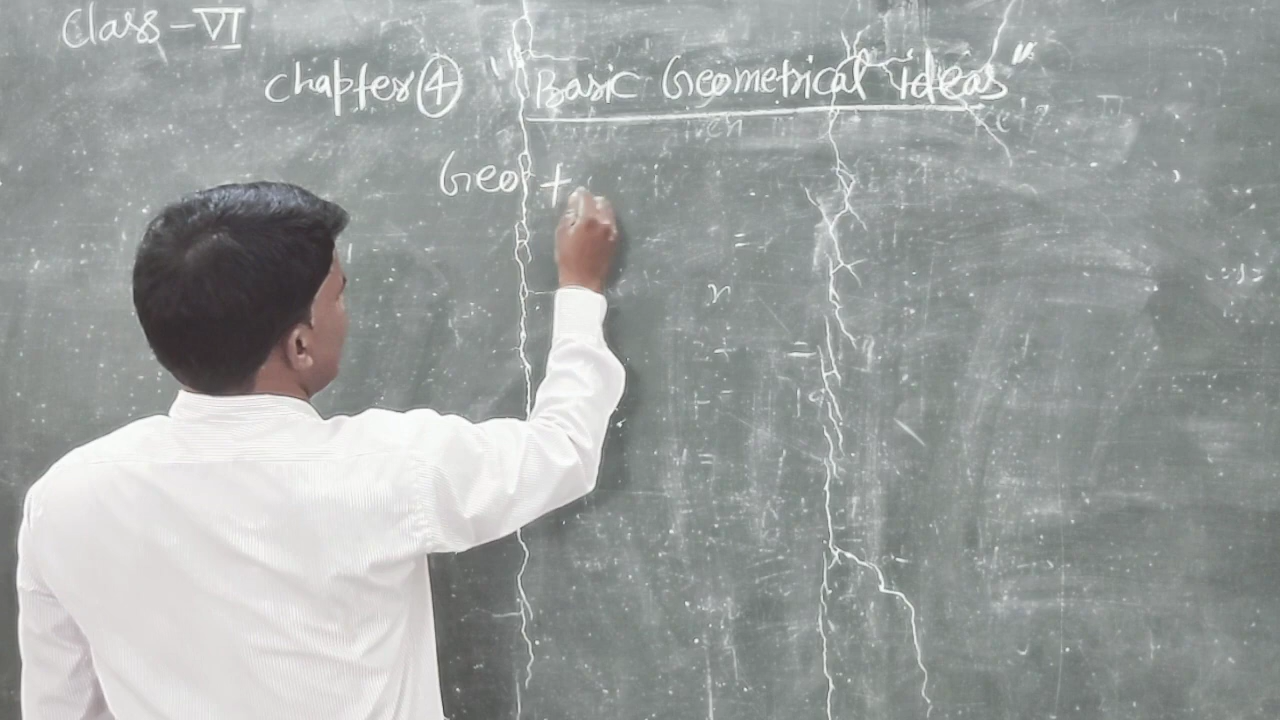 Class - VI
Chapter ④ "Basic Geometrical ideas"
Geo +